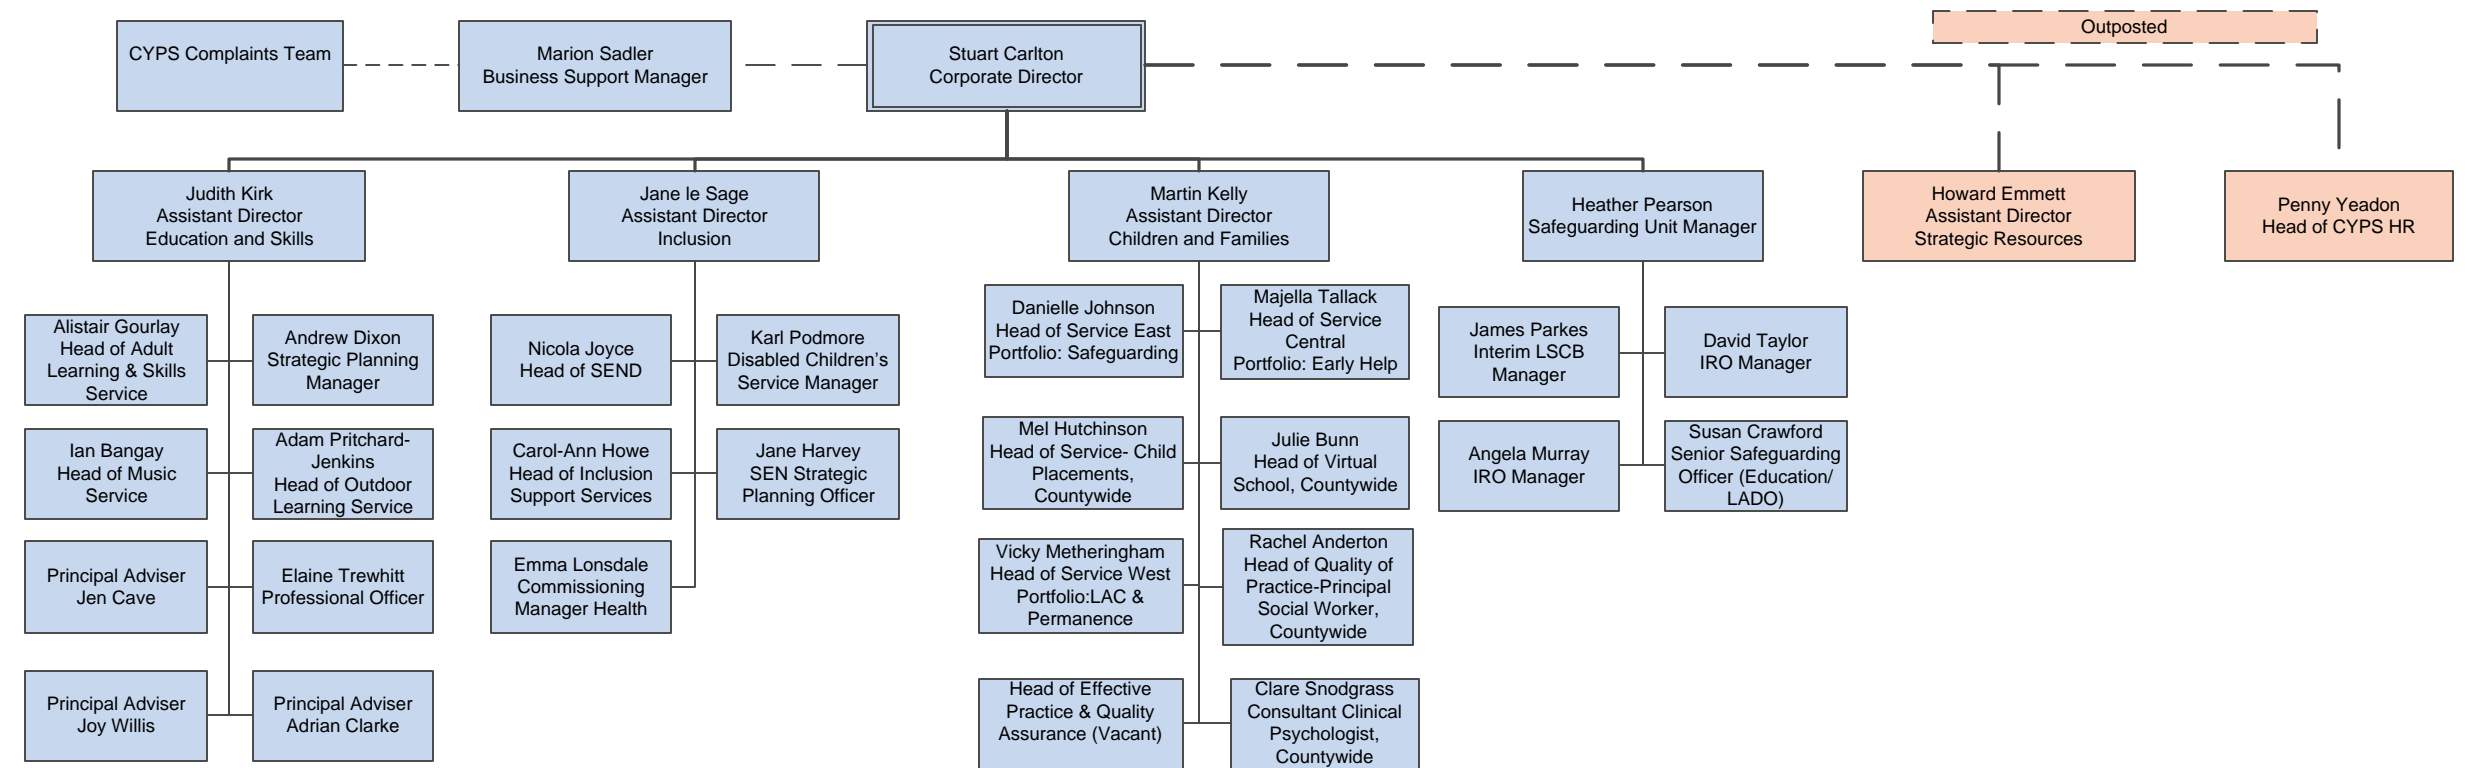 Outposted
CYPS Complaints Team
Marion Sadler
Business Support Manager
Stuart Carlton
Corporate Director
Judith Kirk
Assistant Director
Education and Skills
Jane le Sage
Assistant Director
Inclusion
Martin Kelly
Assistant Director
Children and Families
Heather Pearson
Safeguarding Unit Manager
Howard Emmett
Assistant Director
Strategic Resources
Penny Yeadon
Head of CYPS HR
Alistair Gourlay
Head of Adult
Learning & Skills
Service
Andrew Dixon
Strategic Planning
Manager
Ian Bangay
Head of Music
Service
Adam Pritchard-
Jenkins
Head of Outdoor
Learning Service
Principal Adviser
Jen Cave
Elaine Trewhitt
Professional Officer
Principal Adviser
Joy Willis
Principal Adviser
Adrian Clarke
Nicola Joyce
Head of SEND
Karl Podmore
Disabled Children’s
Service Manager
Carol-Ann Howe
Head of Inclusion
Support Services
Jane Harvey
SEN Strategic
Planning Officer
Emma Lonsdale
Commissioning
Manager Health
Danielle Johnson
Head of Service East
Portfolio: Safeguarding
Majella Tallack
Head of Service
Central
Portfolio: Early Help
Mel Hutchinson
Head of Service- Child
Placements,
Countywide
Julie Bunn
Head of Virtual
School, Countywide
Vicky Metheringham
Head of Service West
Portfolio:LAC &
Permanence
Rachel Anderton
Head of Quality of
Practice-Principal
Social Worker,
Countywide
Head of Effective
Practice & Quality
Assurance (Vacant)
Clare Snodgrass
Consultant Clinical
Psychologist,
Countywide
James Parkes
Interim LSCB
Manager
David Taylor
IRO Manager
Angela Murray
IRO Manager
Susan Crawford
Senior Safeguarding
Officer (Education/
LADO)